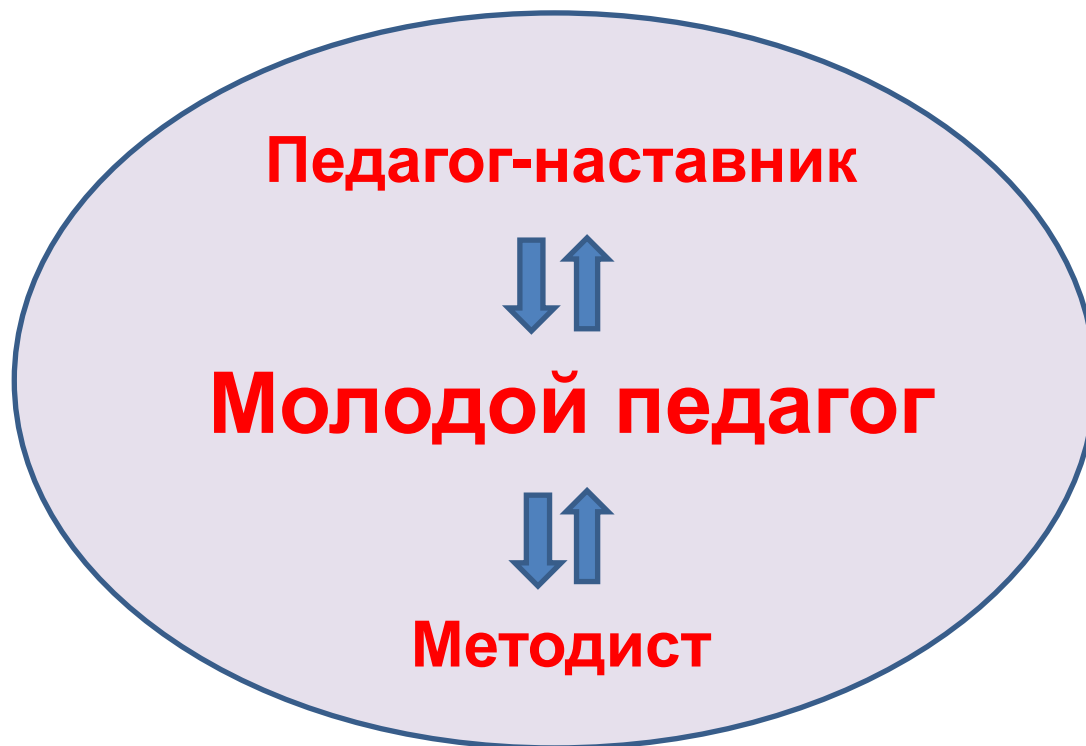 Педагог-наставник
Молодой педагог
Методист